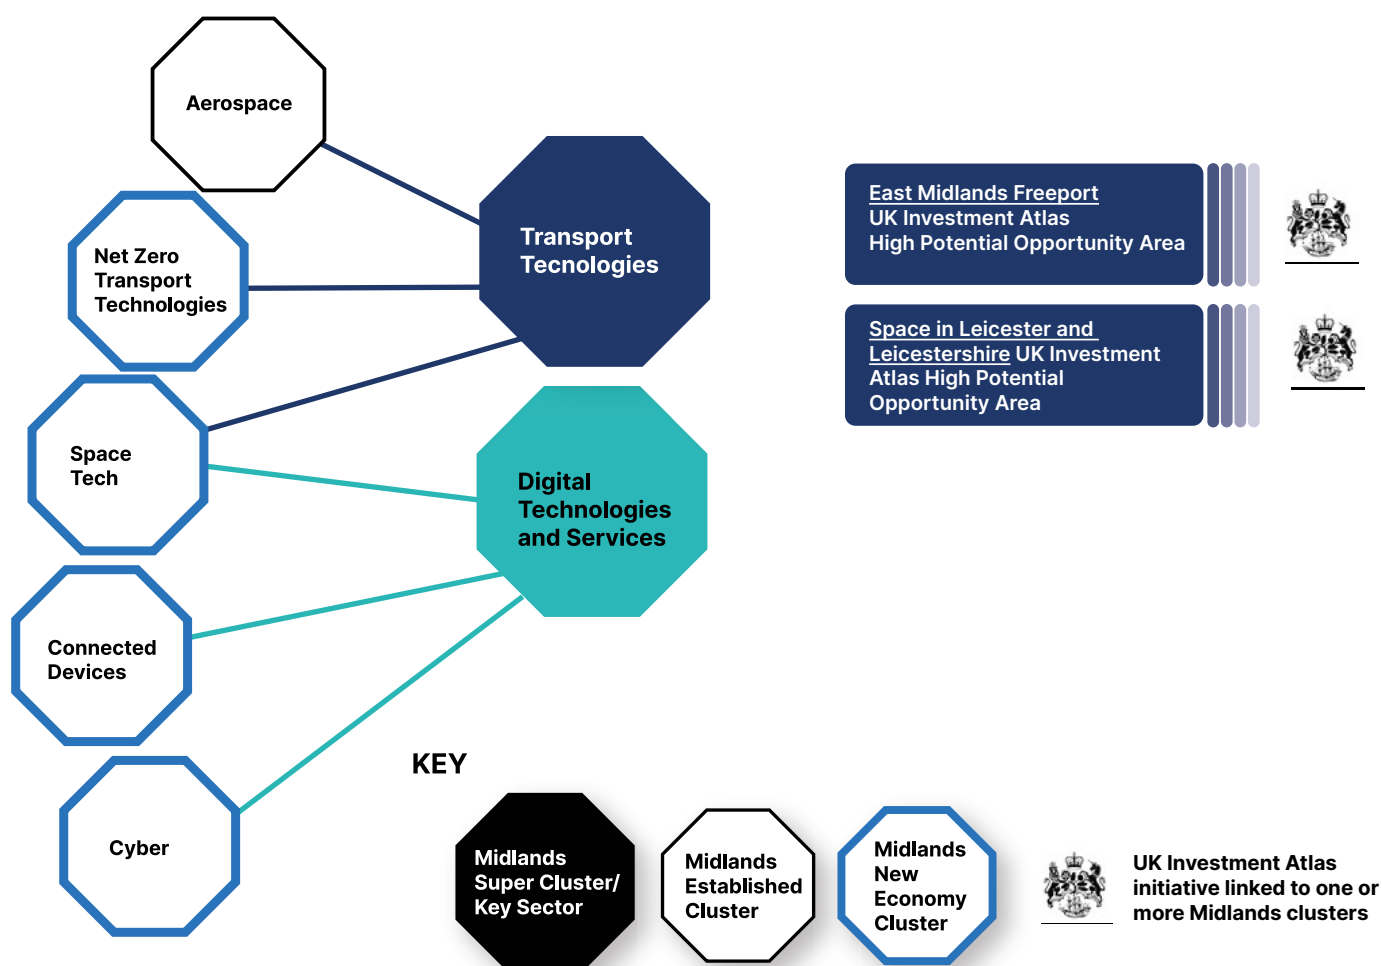 Aerospace
Net Zero
Transport
Technologies
Space
Tech
Connected
Devices
Cyber
Transport
Tecnologies
Digital
Technologies
and Services
East Midlands Freeport
UK Investment Atlas
High Potential Opportunity Area
Space in Leicester and
Leicestershire UK Investment
Atlas High Potential
Opportunity Area
KEY
Midlands
Super Cluster/
Key Sector
Midlands
Established
Cluster
Midlands
New
Economy
Cluster
UK Investment Atlas
initiative linked to one or
more Midlands clusters